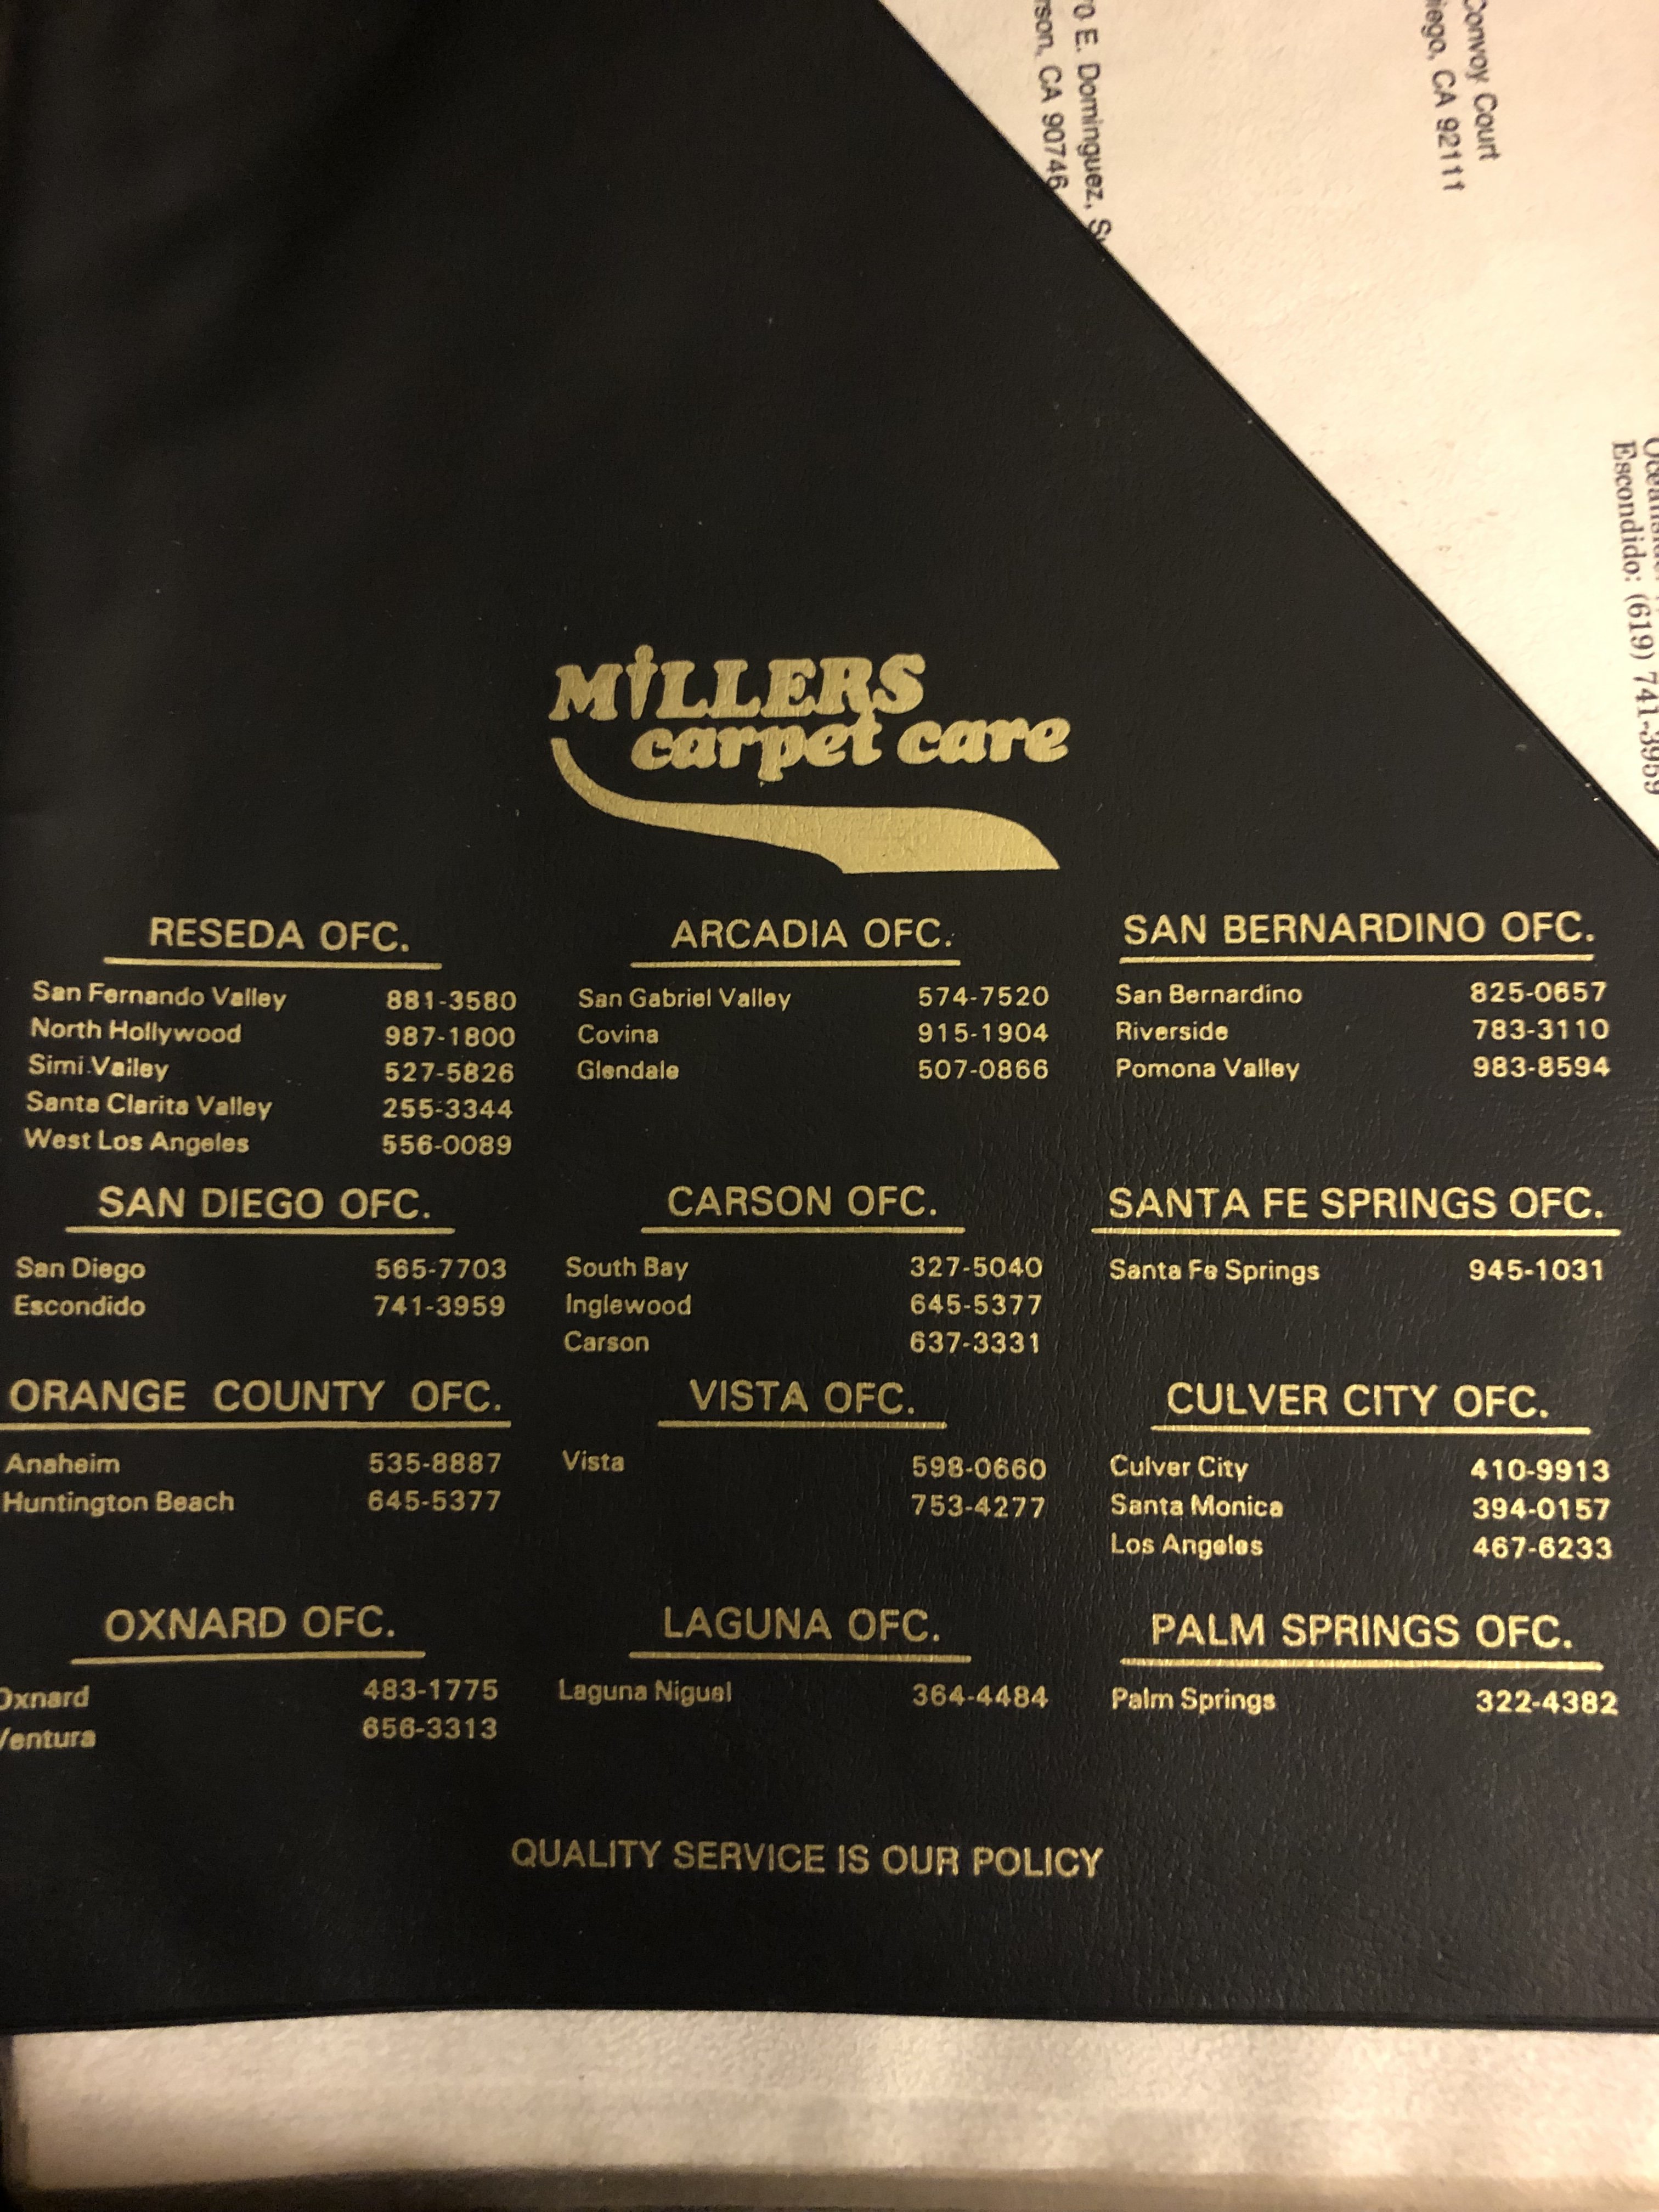 70 E. Dominguez,
CA 90746
Convoy Court
CA 92111
Escondido: (619) 741-3959
MiLLERS
carpet care
RESEDA OFC.
San Fernando Valley 881-3580
North Hollywood 987-1800
Simi Valley 527-5826
Santa Clarita Valley 255-3344
West Los Angeles 556-0089
ARCADIA OFC.
San Gabriel Valley 574-7520
Covina 915-1904
Glendale 507-0866
SAN BERNARDINO OFC.
San Bernardino 825-0657
Riverside 783-3110
Pomona Valley 983-8594
SAN DIEGO OFC.
San Diego 565-7703
Escondido 741-3959
CARSON OFC.
South Bay 327-5040
Inglewood 645-5377
Carson 637-3331
SANTA FE SPRINGS OFC.
Santa Fe Springs 945-1031
ORANGE COUNTY OFC.
Anaheim 535-8887
Huntington Beach 645-5377
VISTA OFC.
Vista 598-0660
753-4277
CULVER CITY OFC.
Culver City 410-9913
Santa Monica 394-0157
Los Angeles 467-6233
OXNARD OFC.
Oxnard 483-1775
Ventura 656-3313
LAGUNA OFC.
Laguna Niguel 364-4484
PALM SPRINGS OFC.
Palm Springs 322-4382
QUALITY SERVICE IS OUR POLICY